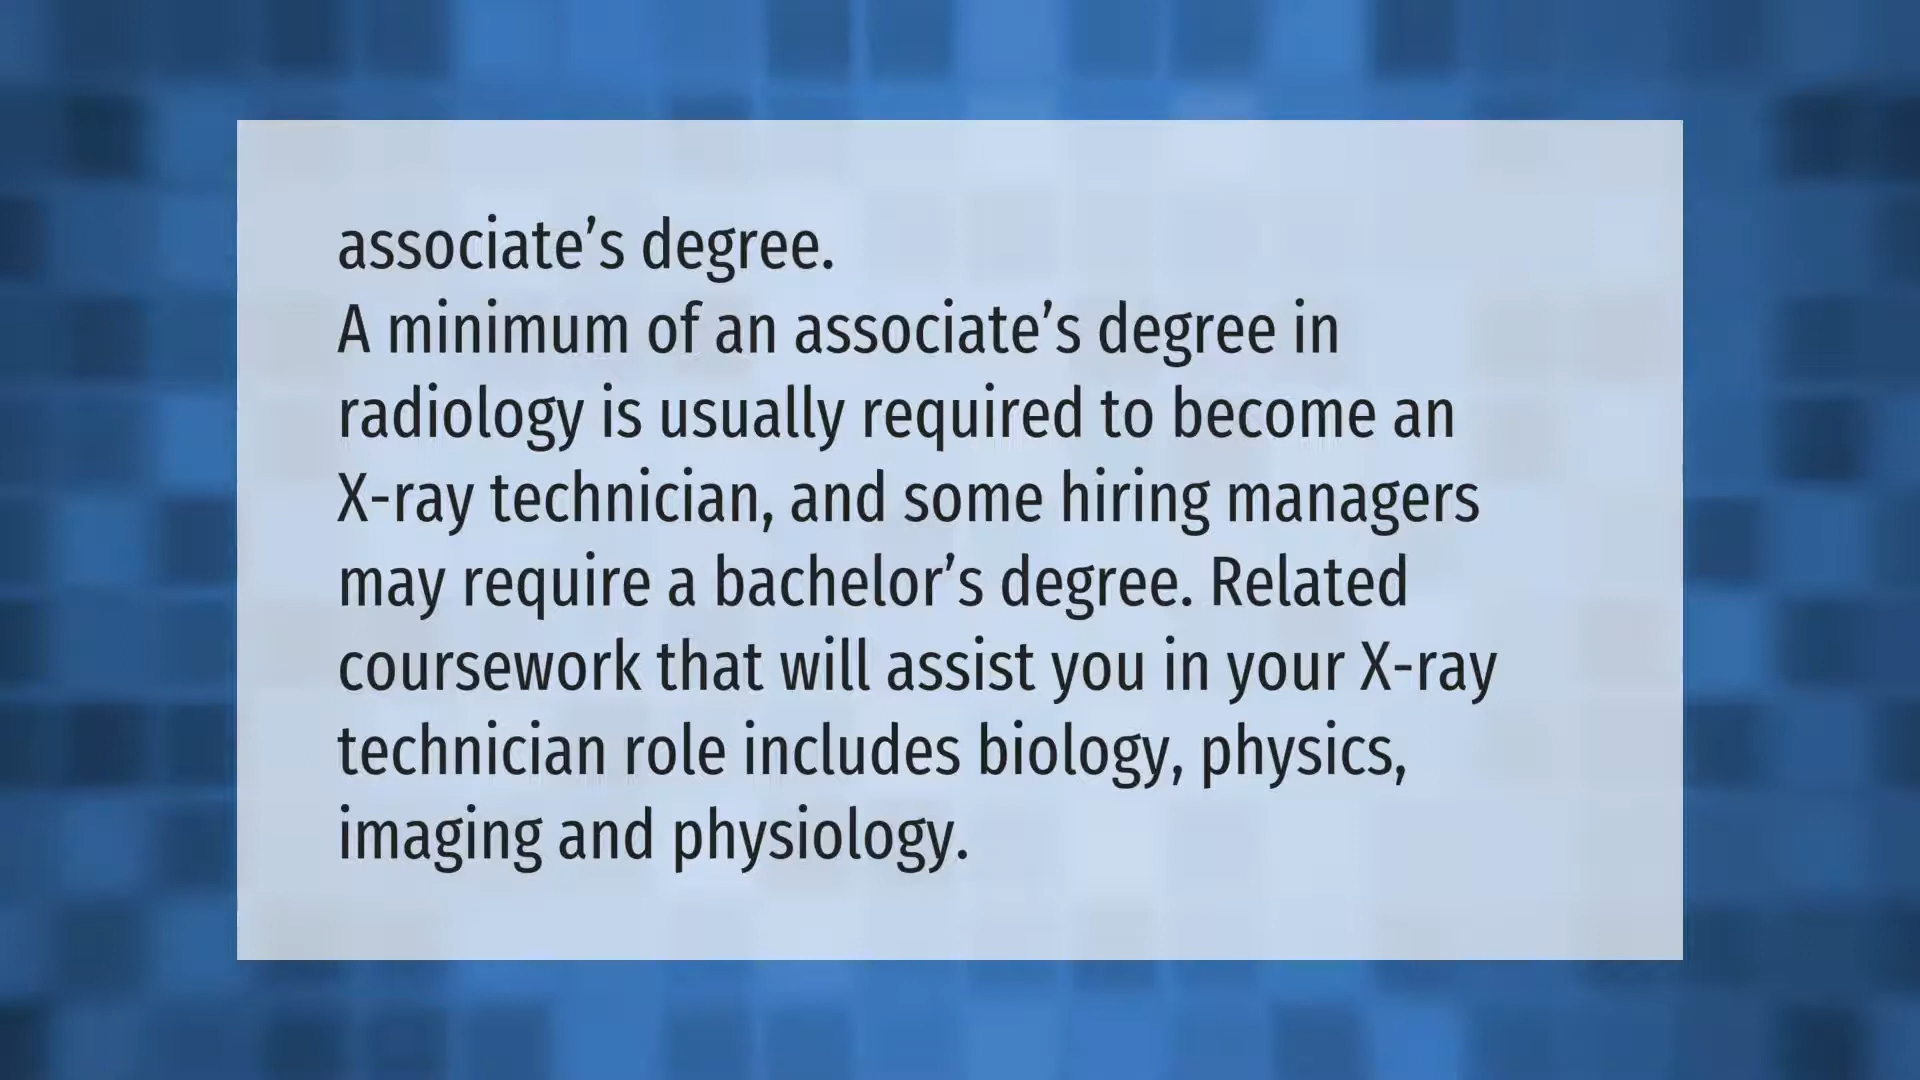 associate’s degree.
A minimum of an associate’s degree in
radiology is usually required to become an
X-ray technician, and some hiring managers
may require a bachelor’s degree. Related
coursework that will assist you in your X-ray
technician role includes biology, physics,
imaging and physiology.